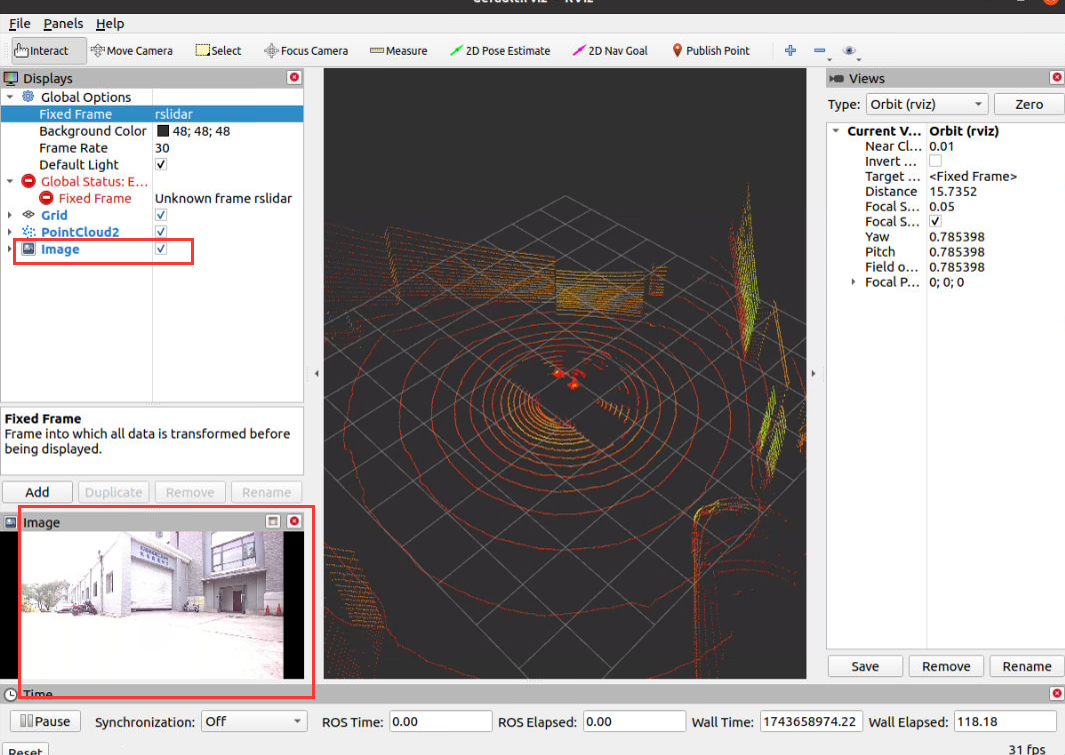 default.rviz* - RViz
File Panels Help
Interact Move Camera Select Focus Camera Measure 2D Pose Estimate 2D Nav Goal Publish Point
Displays
Global Options
Fixed Frame rslidar
Background Color 48; 48; 48
Frame Rate 30
Default Light
Global Status: E...
Fixed Frame Unknown frame rslidar
Grid
PointCloud2
Image
Fixed Frame
Frame into which all data is transformed before
being displayed.
Add Duplicate Remove Rename
Image
Views
Type: Orbit (rviz) Zero
Current V... Orbit (rviz)
Near Cl... 0.01
Invert ...
Target ... <Fixed Frame>
Distance 15.7352
Focal S... 0.05
Focal S...
Yaw 0.785398
Pitch 0.785398
Field o... 0.785398
Focal P... 0; 0; 0
Save Remove Rename
Time
Pause Synchronization: Off ROS Time: 0.00 ROS Elapsed: 0.00 Wall Time: 1743658974.22 Wall Elapsed: 118.18
Reset 31 fps